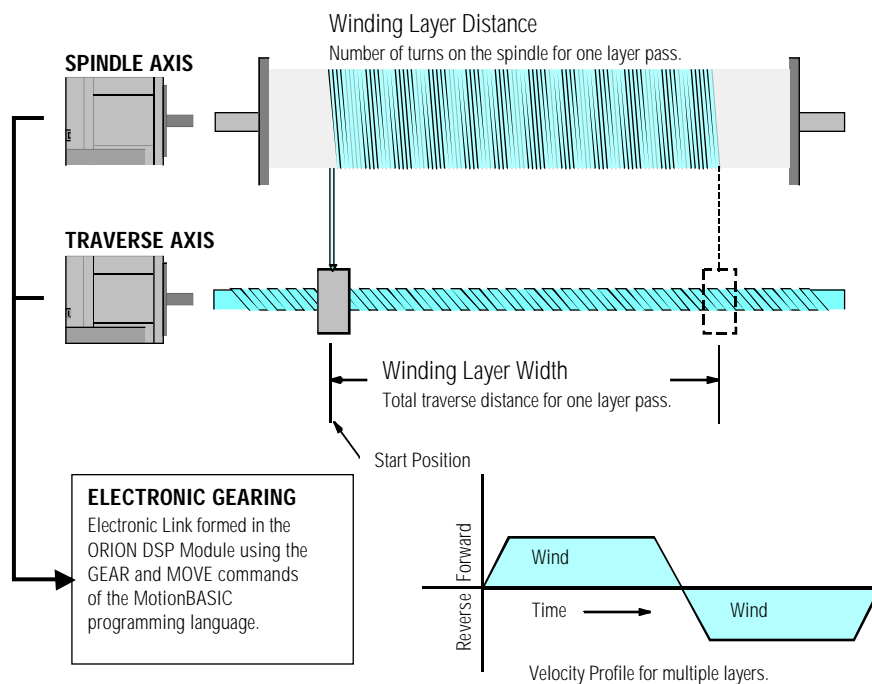 Winding Layer Distance
Number of turns on the spindle for one layer pass.
SPINDLE AXIS
TRAVERSE AXIS
Winding Layer Width
Total traverse distance for one layer pass.
Start Position
ELECTRONIC GEARING
Electronic Link formed in the
ORION DSP Module using the
GEAR and MOVE commands
of the MotionBASIC
programming language.
Reverse Forward
Wind
Time
Wind
Velocity Profile for multiple layers.